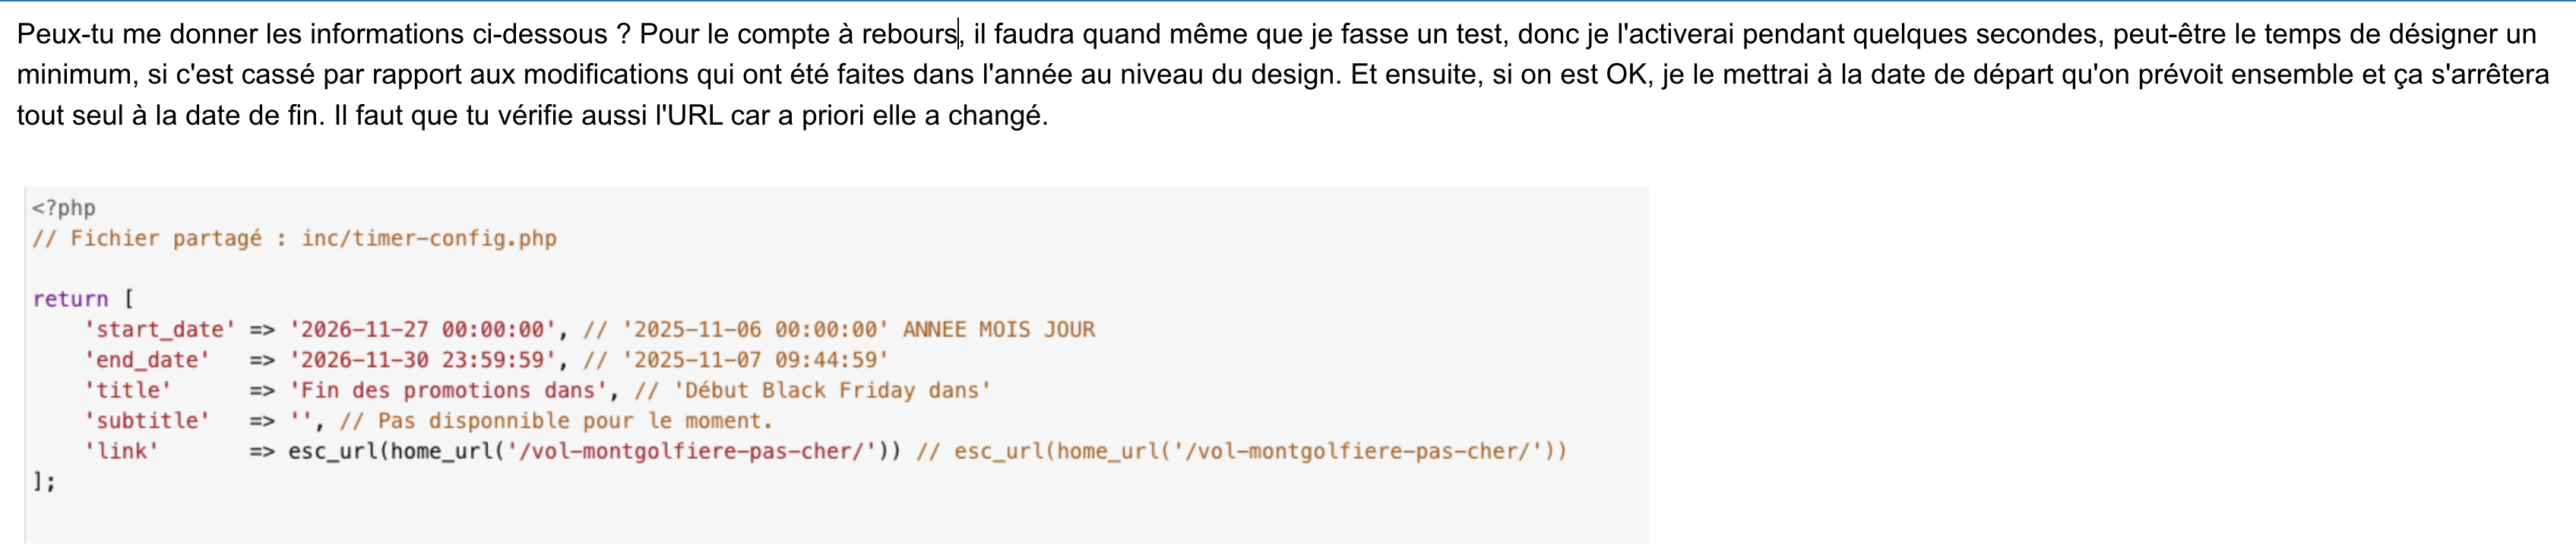 Peux-tu me donner les informations ci-dessous ? Pour le compte à rebours, il faudra quand même que je fasse un test, donc je l'activerai pendant quelques secondes, peut-être le temps de désigner un
minimum, si c'est cassé par rapport aux modifications qui ont été faites dans l'année au niveau du design. Et ensuite, si on est OK, je le mettrai à la date de départ qu'on prévoit ensemble et ça s'arrêtera
tout seul à la date de fin. Il faut que tu vérifie aussi l'URL car a priori elle a changé.
<?php
// Fichier partagé : inc/timer-config.php
return [
    'start_date' => '2026-11-27 00:00:00', // '2025-11-06 00:00:00' ANNEE MOIS JOUR
    'end_date'   => '2026-11-30 23:59:59', // '2025-11-07 09:44:59'
    'title'      => 'Fin des promotions dans', // 'Début Black Friday dans'
    'subtitle'   => '', // Pas disponnible pour le moment.
    'link'       => esc_url(home_url('/vol-montgolfiere-pas-cher/')) // esc_url(home_url('/vol-montgolfiere-pas-cher/'))
];